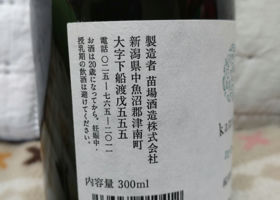 製造者 苗場酒造株式会社
新潟県中魚沼郡津南町
大字下船渡戊五五五
電話 〇二五―七六五―二〇一一
お酒は20歳になってから。妊娠中・
授乳期の飲酒は避けてください。
内容量 300ml